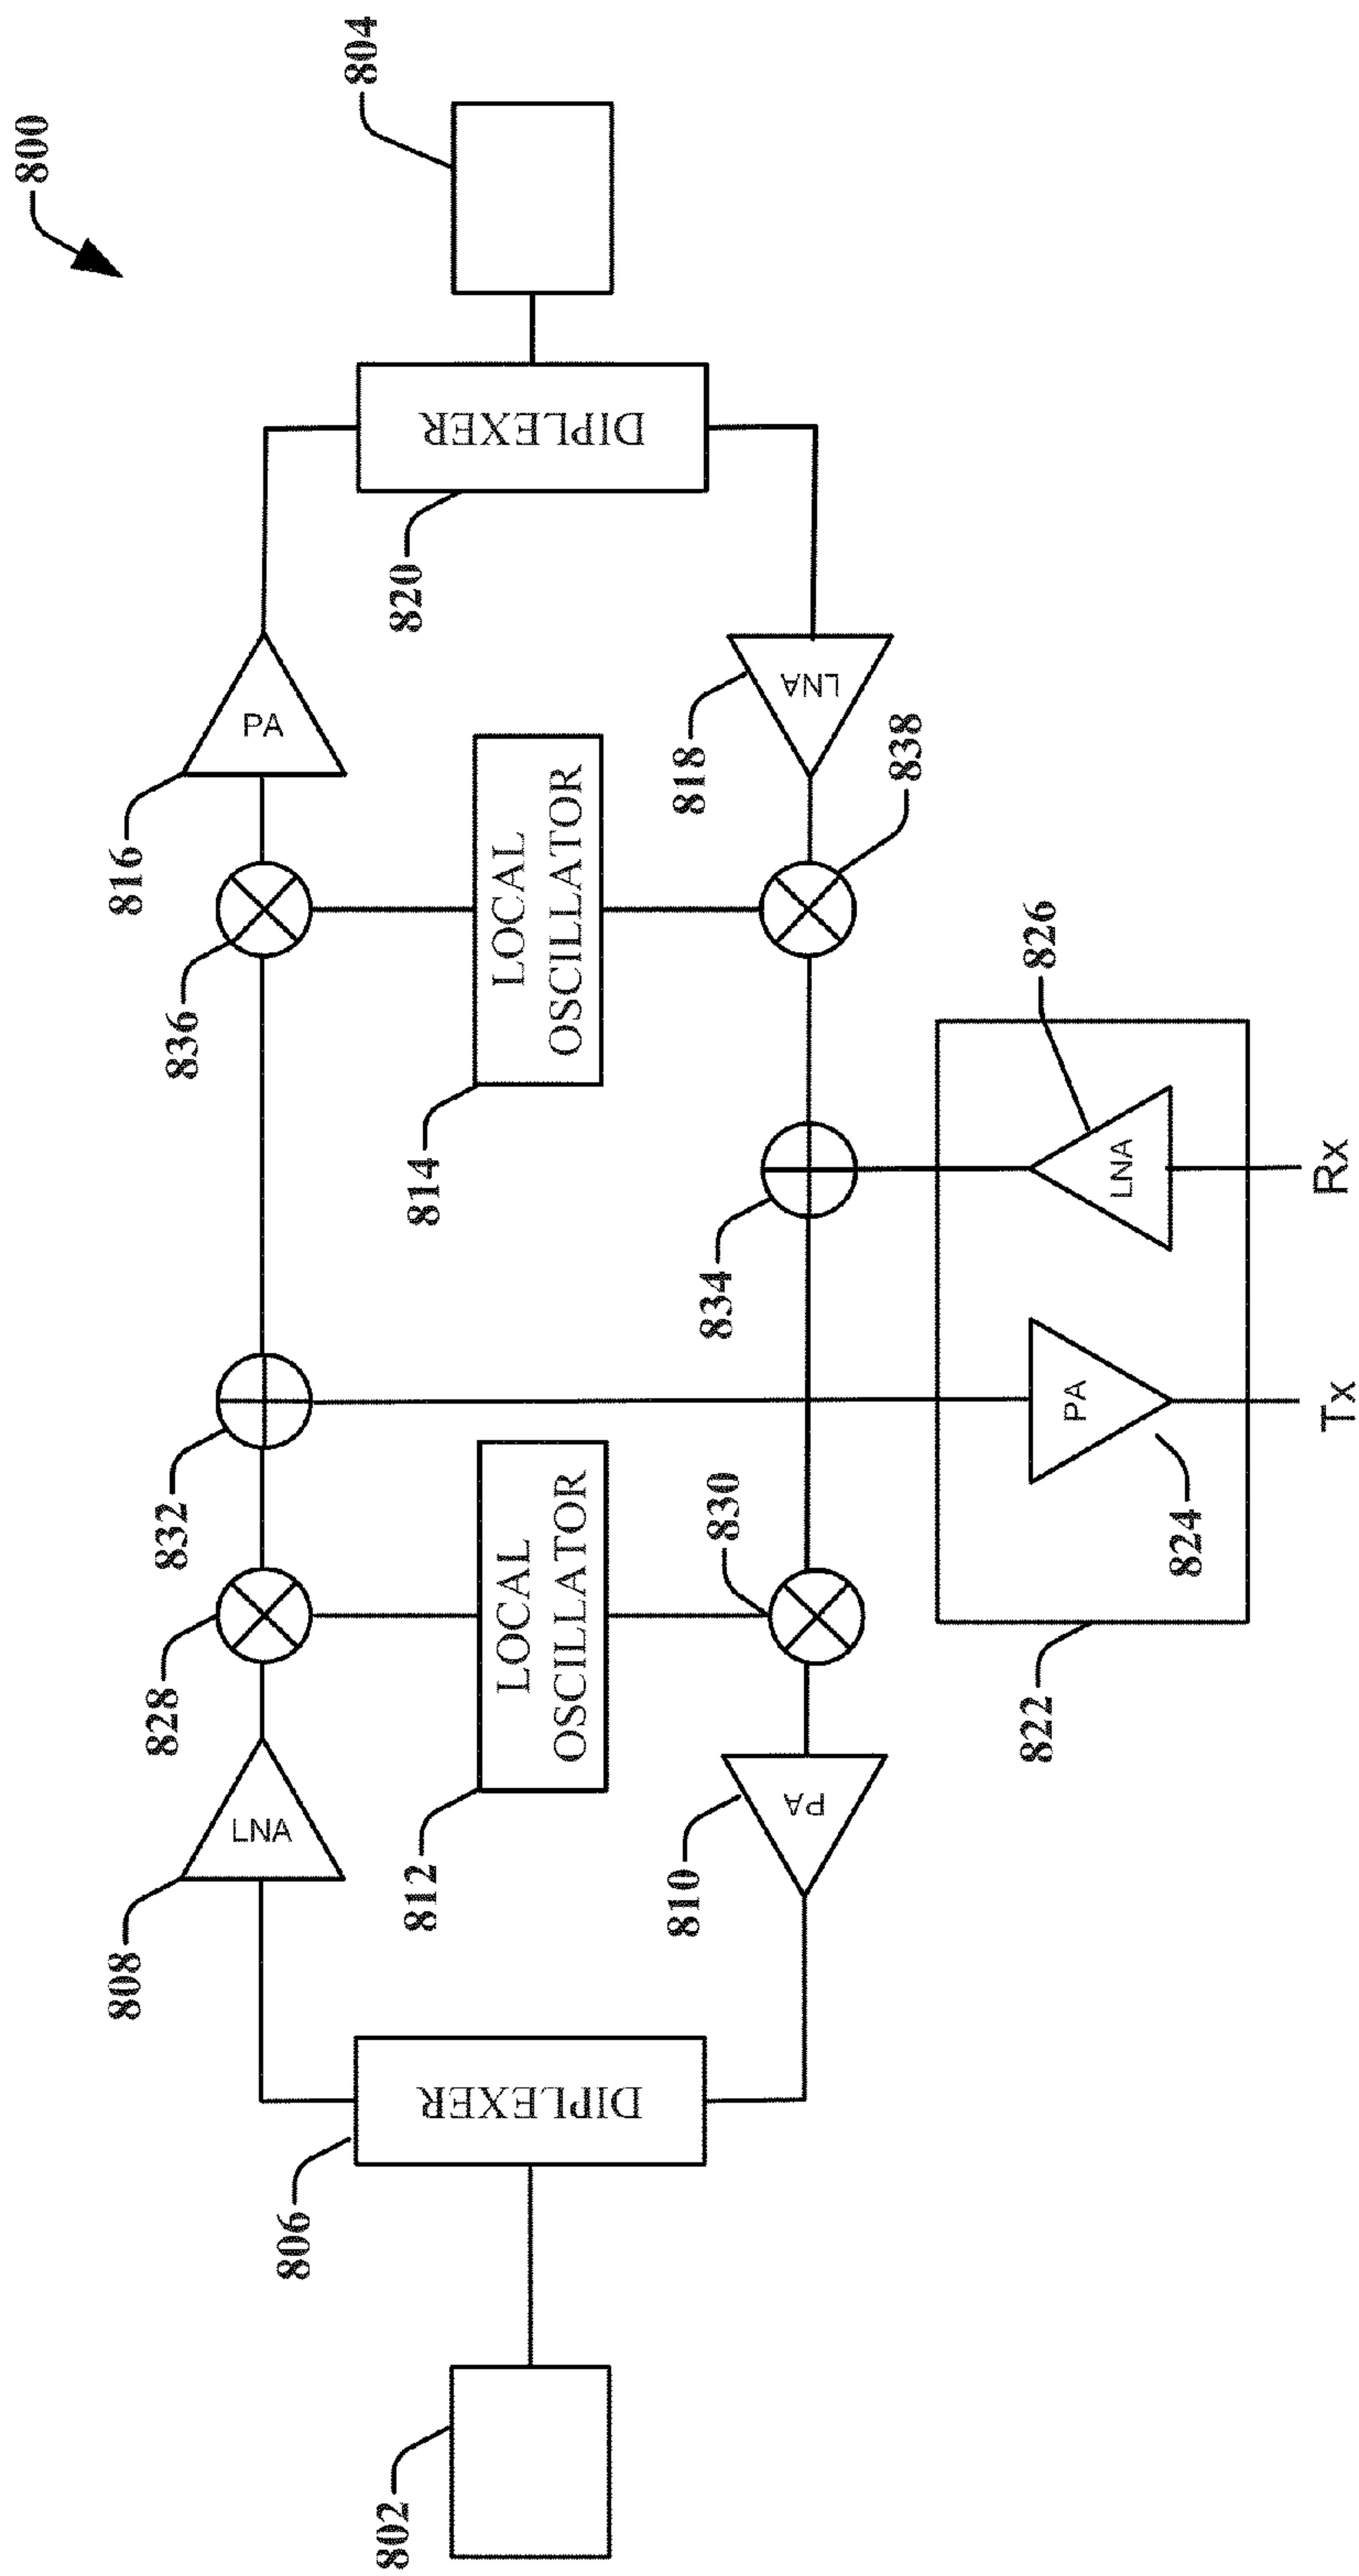 800
804
DIPLEXER
820
PA
816
LNA
818
838
836
LOCAL
OSCILLATOR
814
826
LNA
Rx
834
832
PA
824
Tx
822
830
828
LOCAL
OSCILLATOR
812
LNA
808
PA
810
DIPLEXER
806
802